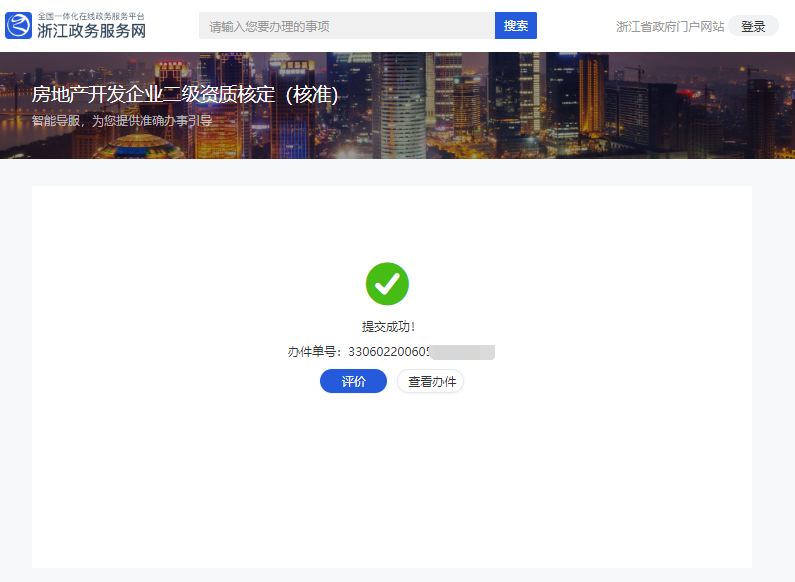 全国一体化在线政务服务平台
浙江政务服务网
请输入您要办理的事项
搜索
浙江省政府门户网站
登录
房地产开发企业二级资质核定（核准）
智能导服，为您提供准确办事引导
提交成功！
办件单号：33060220060
评价
查看办件